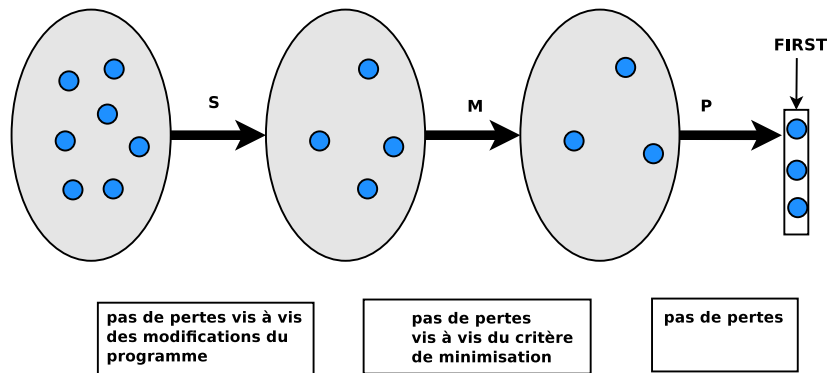 FIRST
S
M
P
pas de pertes vis à vis
des modifications du
programme
pas de pertes
vis à vis du critère
de minimisation
pas de pertes